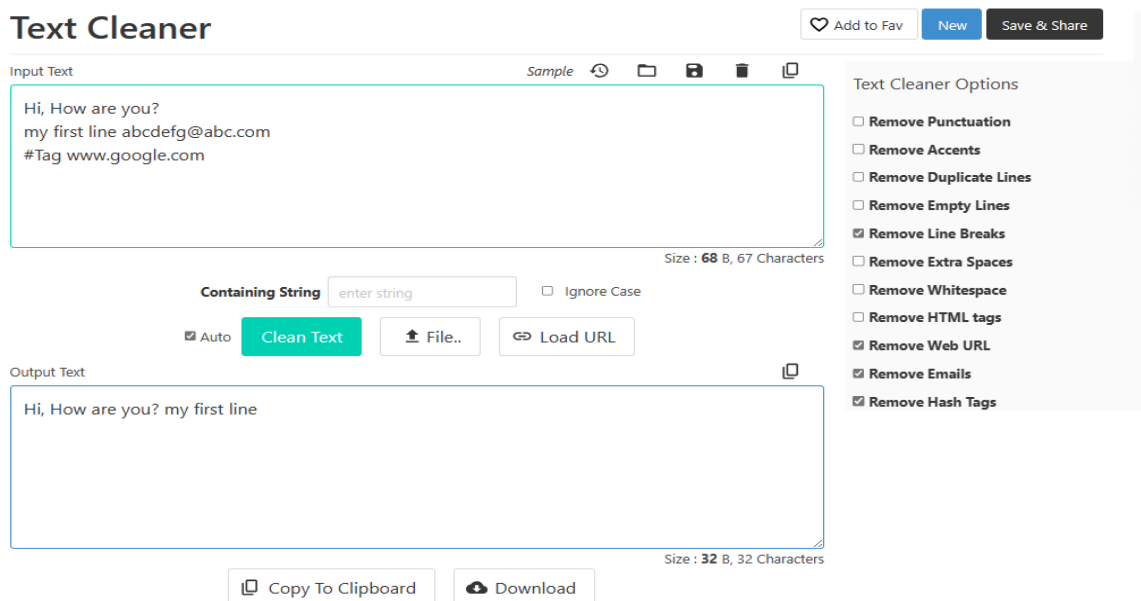 Text Cleaner
Add to Fav New Save & Share
Input Text Sample
Hi, How are you?
my first line abcdefg@abc.com
#Tag www.google.com
Size : 68 B, 67 Characters
Containing String enter string Ignore Case
Auto Clean Text File.. Load URL
Output Text
Hi, How are you? my first line
Size : 32 B, 32 Characters
Copy To Clipboard Download
Text Cleaner Options
Remove Punctuation
Remove Accents
Remove Duplicate Lines
Remove Empty Lines
Remove Line Breaks
Remove Extra Spaces
Remove Whitespace
Remove HTML tags
Remove Web URL
Remove Emails
Remove Hash Tags